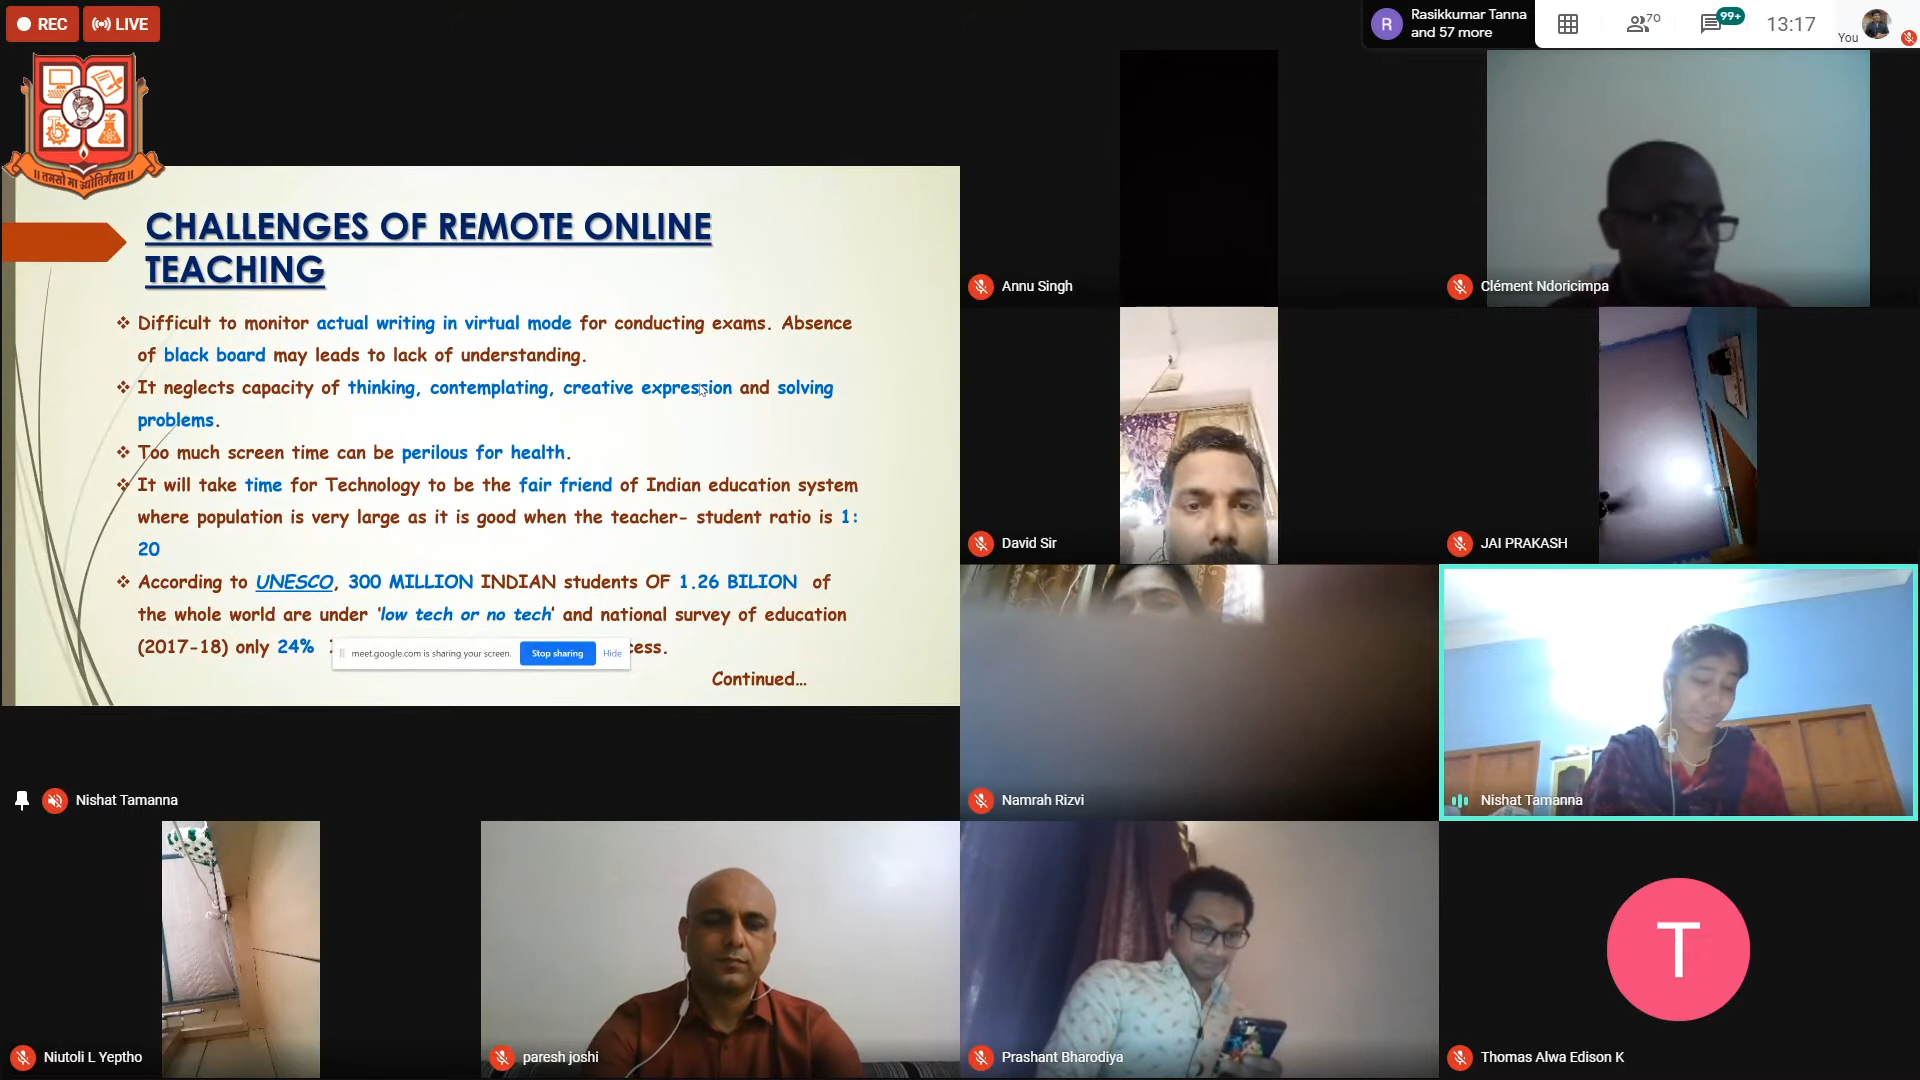 REC
LIVE
R
Rasikkumar Tanna
and 57 more
70
99+
13:17
You
॥ तमसो मा ज्योतिर्गमय ॥
CHALLENGES OF REMOTE ONLINE
TEACHING
❖ Difficult to monitor actual writing in virtual mode for conducting exams. Absence
of black board may leads to lack of understanding.
❖ It neglects capacity of thinking, contemplating, creative expression and solving
problems.
❖ Too much screen time can be perilous for health.
❖ It will take time for Technology to be the fair friend of Indian education system
where population is very large as it is good when the teacher- student ratio is 1:
20
❖ According to UNESCO, 300 MILLION INDIAN students OF 1.26 BILION of
the whole world are under 'low tech or no tech' and national survey of education
(2017-18) only 24%
cess.
meet.google.com is sharing your screen.
Stop sharing
Hide
Continued...
Annu Singh
Clément Ndoricimpa
David Sir
JAI PRAKASH
Nishat Tamanna
Namrah Rizvi
Nishat Tamanna
Niutoli L Yeptho
paresh joshi
Prashant Bharodiya
T
Thomas Alwa Edison K